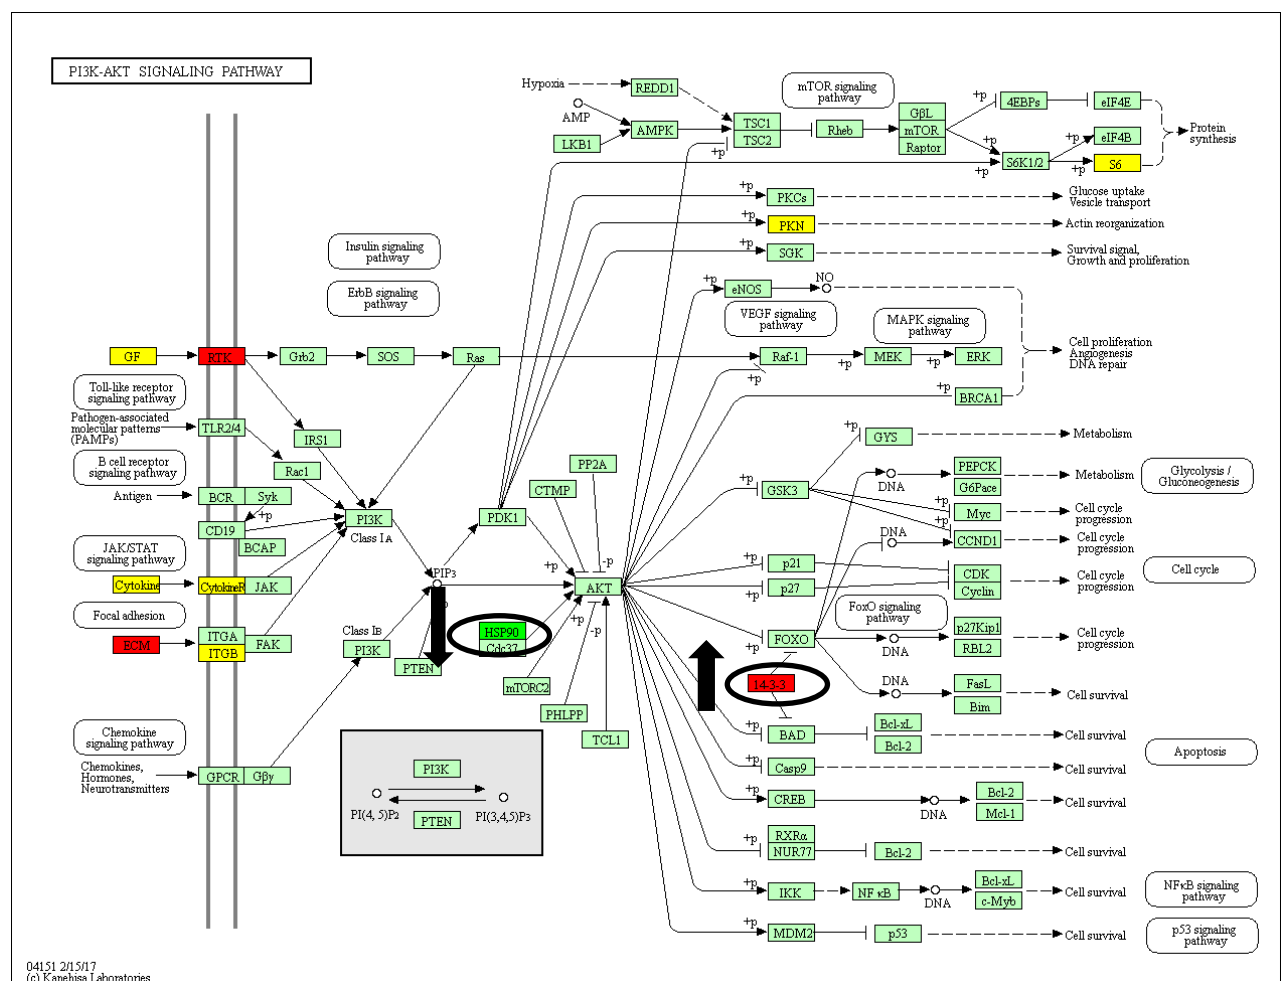 PI3K-AKT SIGNALING PATHWAY
Hypoxia
REDD1
mTOR signaling
pathway
AMP
LKB1
AMPK
TSC1
TSC2
+p
Rheb
GβL
mTOR
Raptor
+p
4EBPs
eIF4E
eIF4B
+p
+p
S6K1/2
+p
S6
Protein
synthesis
+p
PKCs
Glucose uptake
Vesicle transport
+p
PKN
Actin reorganization
+p
SGK
Survival signal,
Growth and proliferation
Insulin signaling
pathway
ErbB signaling
pathway
+p
eNOS
NO
VEGF signaling
pathway
MAPK signaling
pathway
GF
RTK
Grb2
SOS
Ras
Raf-1
+p
MEK
+p
ERK
+p
Cell proliferation
Angiogenesis
DNA repair
+p
BRCA1
Toll-like receptor
signaling pathway
Pathogen-associated
molecular patterns
(PAMPs)
TLR2/4
IRS1
Rac1
B cell receptor
signaling pathway
Antigen
BCR
Syk
+p
CD19
BCAP
PI3K
Class IA
PDK1
CTMP
PP2A
+p
GSK3
+p
GYS
Metabolism
DNA
PEPCK
G6Pace
Metabolism
Glycolysis /
Gluconeogenesis
+p
Myc
Cell cycle
progression
+p
DNA
CCND1
Cell cycle
progression
JAK/STAT
signaling pathway
Cytokine
CytokineR
JAK
PIP3
+p
-p
AKT
+p
p21
+p
p27
CDK
Cyclin
Cell cycle
progression
Cell cycle
Focal adhesion
ECM
ITGA
ITGB
FAK
Class IB
PI3K
PTEN
HSP90
Cdc37
+p
-p
mTORC2
PHLPP
TCL1
FoxO signaling
pathway
+p
FOXO
DNA
p27Kip1
RBL2
Cell cycle
progression
14-3-3
DNA
FasL
Bim
Cell survival
Chemokine
signaling pathway
Chemokines,
Hormones,
Neurotransmitters
GPCR
Gβγ
PI3K
PI(4, 5)P2
PI(3,4,5)P3
PTEN
+p
BAD
Bcl-xL
Bcl-2
Cell survival
Apoptosis
+p
Casp9
Cell survival
+p
CREB
DNA
Bcl-2
Mcl-1
Cell survival
+p
RXRα
NUR77
Bcl-2
Cell survival
+p
IKK
NFκB
DNA
Bcl-xL
c-Myb
Cell survival
NFκB signaling
pathway
+p
MDM2
p53
Cell survival
p53 signaling
pathway
04151 2/15/17
(c) Kanehisa Laboratories